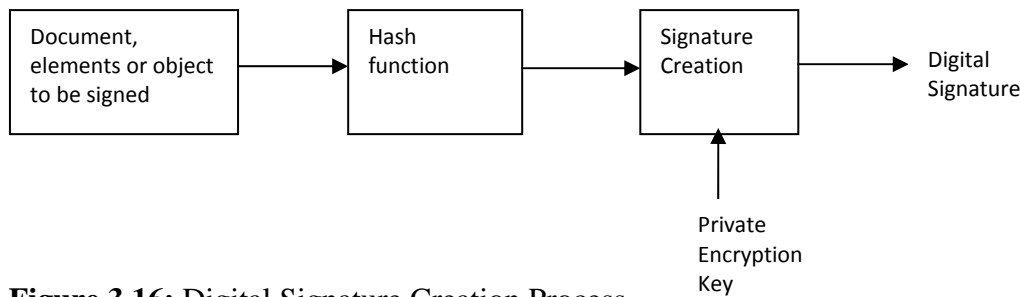 Document,
elements or object
to be signed
Hash
function
Signature
Creation
Digital
Signature
Private
Encryption
Key
Figure 3.16: Digital Signature Creation Process